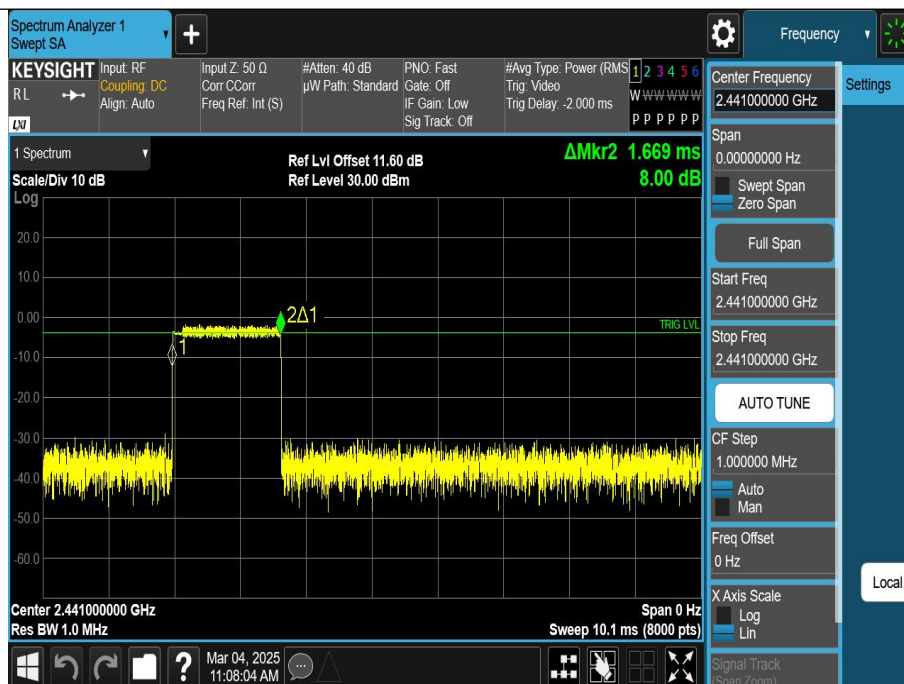 Spectrum Analyzer 1
Swept SA
Frequency
KEYSIGHT
R L
LXI
Input: RF
Coupling: DC
Align: Auto
Input Z: 50 Ω
Corr CCorr
Freq Ref: Int (S)
#Atten: 40 dB
µW Path: Standard
PNO: Fast
Gate: Off
IF Gain: Low
Sig Track: Off
#Avg Type: Power (RMS
Trig: Video
Trig Delay: -2.000 ms
1 2 3 4 5 6
W W W W W W
P P P P P P
Center Frequency
2.441000000 GHz
Settings
Span
0.00000000 Hz
Swept Span
Zero Span
Full Span
Start Freq
2.441000000 GHz
Stop Freq
2.441000000 GHz
AUTO TUNE
CF Step
1.000000 MHz
Auto
Man
Freq Offset
0 Hz
X Axis Scale
Log
Lin
Signal Track
(Span Zoom)
Local
1 Spectrum
Scale/Div 10 dB
Log
Ref Lvl Offset 11.60 dB
Ref Level 30.00 dBm
ΔMkr2 1.669 ms
8.00 dB
20.0
10.0
0.00
-10.0
-20.0
-30.0
-40.0
-50.0
-60.0
2Δ1
1
TRIG LVL
Center 2.441000000 GHz
Res BW 1.0 MHz
Span 0 Hz
Sweep 10.1 ms (8000 pts)
?
Mar 04, 2025
11:08:04 AM